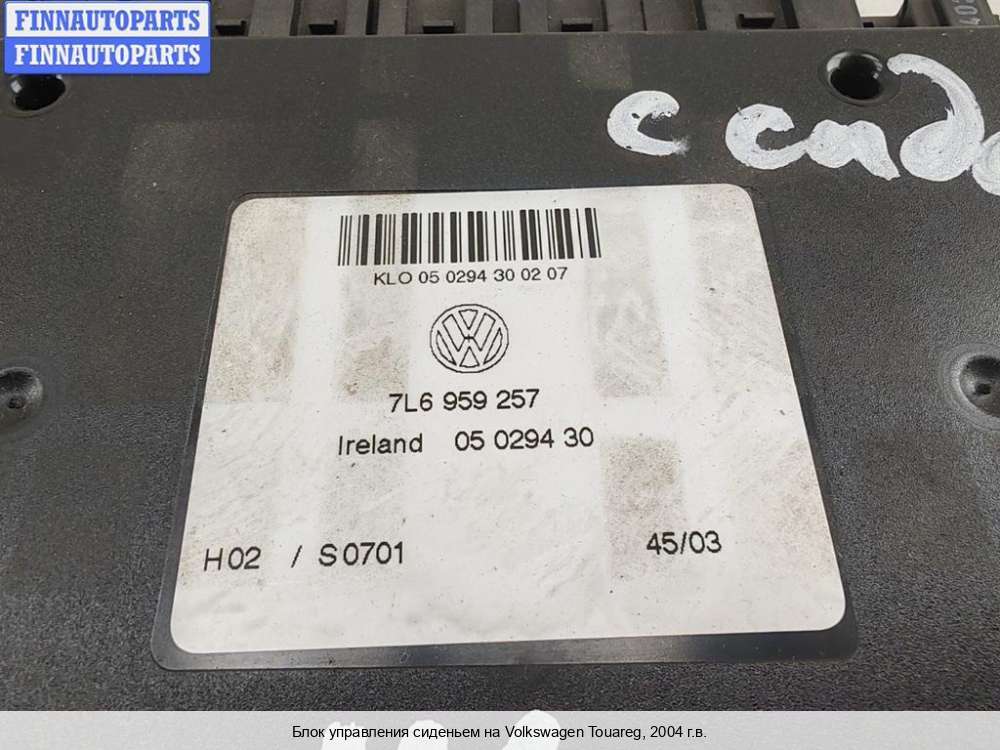 FINNAUTOPARTS
FINNAUTOPARTS
KLO 05 0294 30 02 07
7L6 959 257
Ireland 05 0294 30
H02 / S0701
45/03
Блок управления сиденьем на Volkswagen Touareg, 2004 г.в.